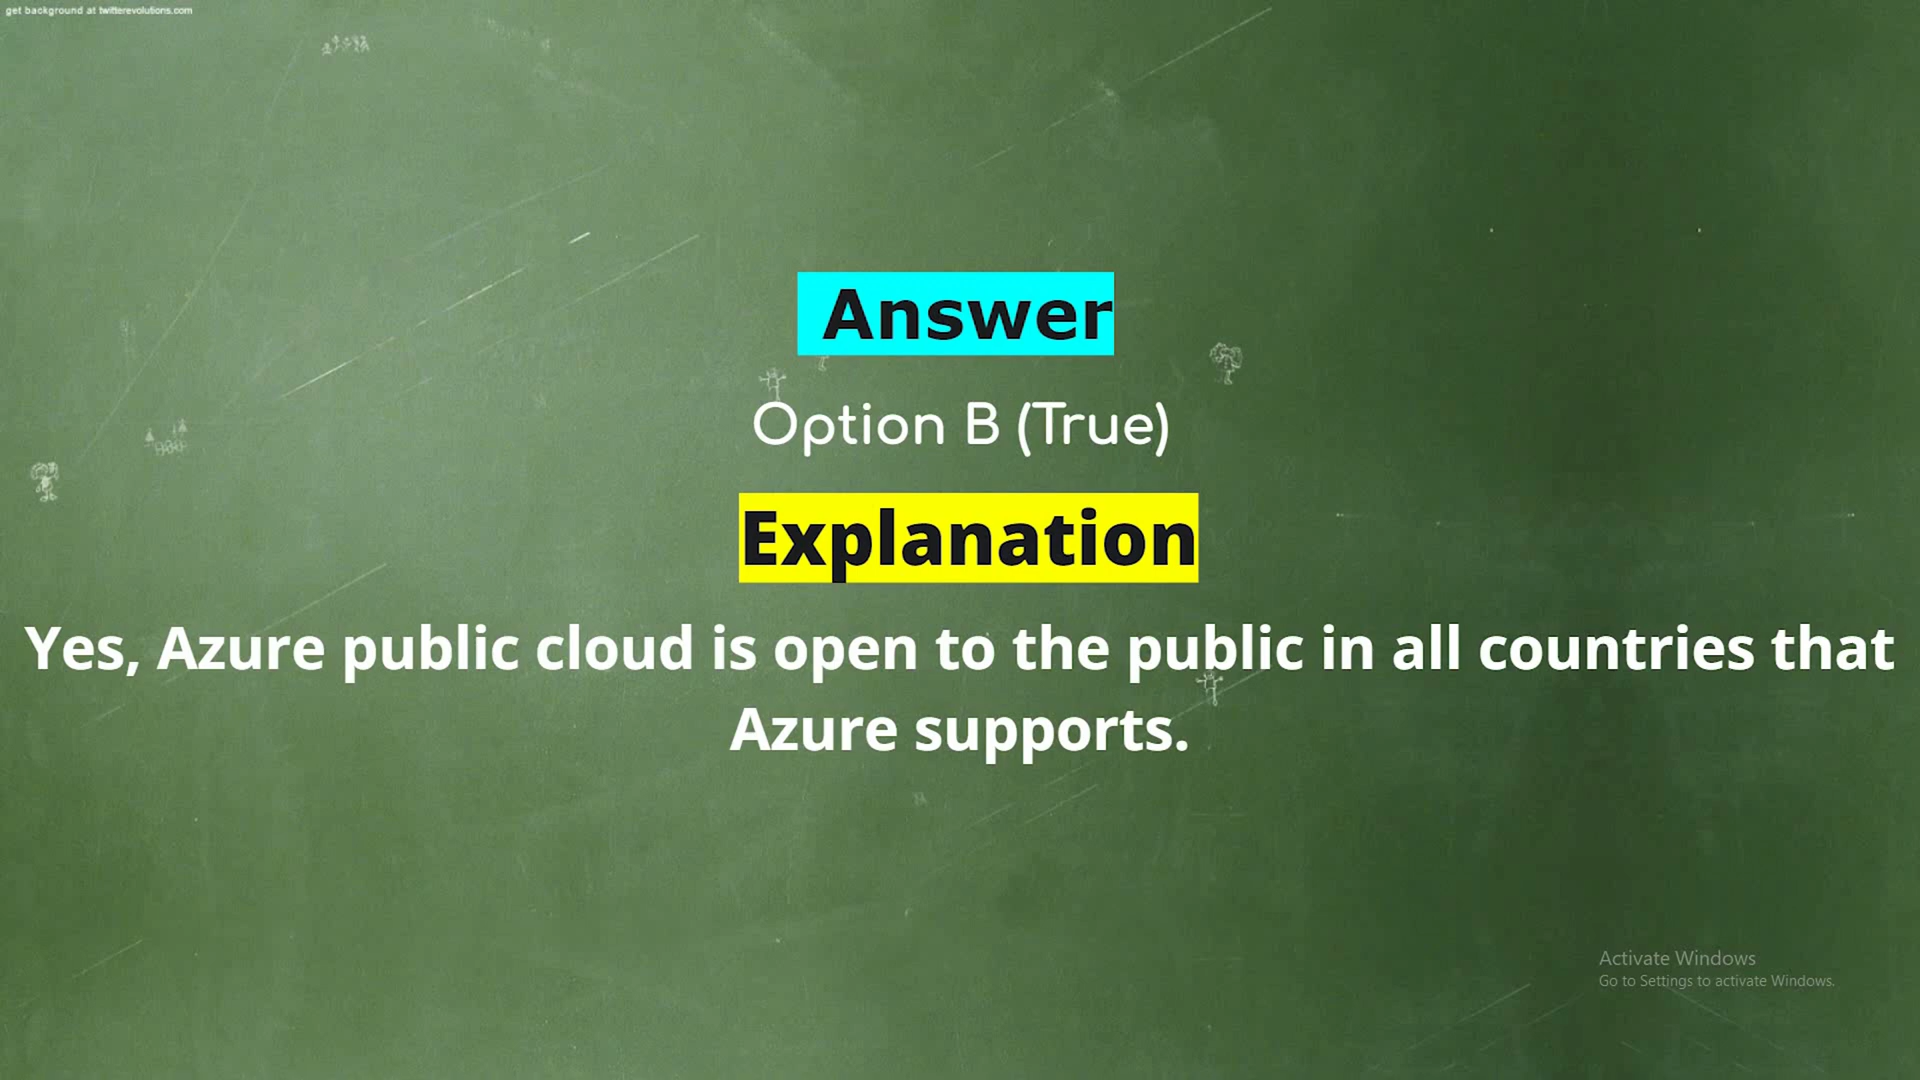 get background at twitterevolutions.com
Answer
Option B (True)
Explanation
Yes, Azure public cloud is open to the public in all countries that
Azure supports.
Activate Windows
Go to Settings to activate Windows.